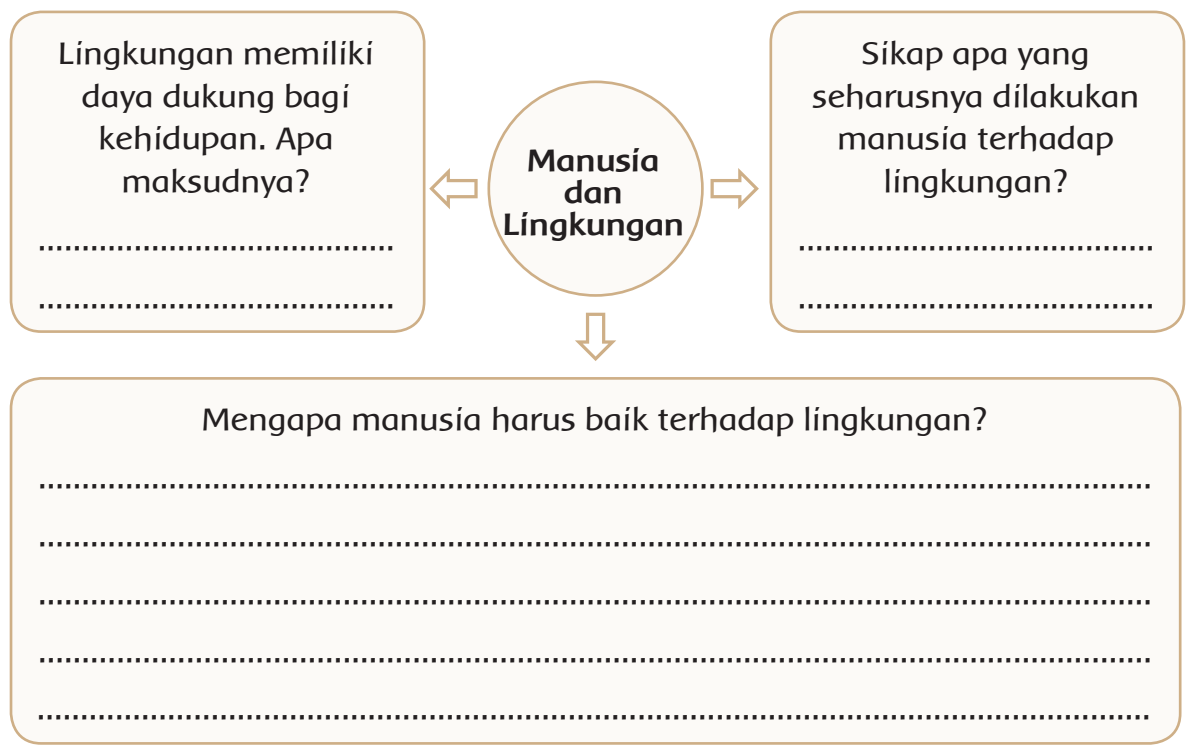 Lingkungan memiliki
daya dukung bagi
kehidupan. Apa
maksudnya?
........................................
........................................
Manusia
dan
Lingkungan
Sikap apa yang
seharusnya dilakukan
manusia terhadap
lingkungan?
........................................
........................................
Mengapa manusia harus baik terhadap lingkungan?
................................................................................
................................................................................
................................................................................
................................................................................
................................................................................